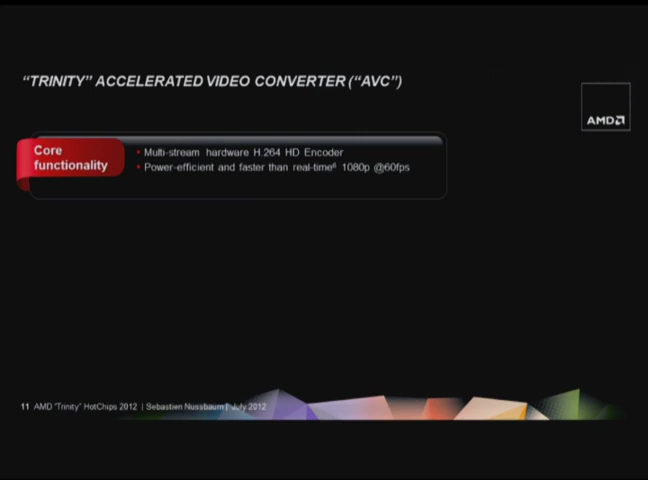 “TRINITY” ACCELERATED VIDEO CONVERTER (“AVC”)
AMD
Core
functionality
• Multi-stream hardware H.264 HD Encoder
• Power-efficient and faster than real-time⁶ 1080p @60fps
11 AMD “Trinity” HotChips 2012 | Sebastien Nussbaum | July 2012